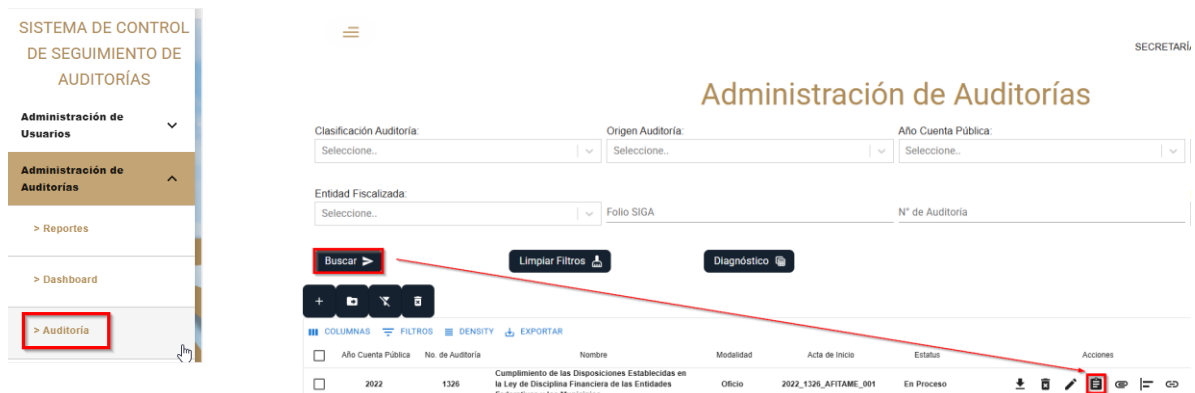 SISTEMA DE CONTROL
DE SEGUIMIENTO DE
AUDITORÍAS
Administración de
Usuarios
Administración de
Auditorías
> Reportes
> Dashboard
> Auditoría
Administración de Auditorías
Clasificación Auditoría: Origen Auditoría: Año Cuenta Pública:
Seleccione.. Seleccione.. Seleccione..
Entidad Fiscalizada:
Seleccione.. Folio SIGA N° de Auditoría
Buscar Limpiar Filtros Diagnóstico
COLUMNAS FILTROS DENSITY EXPORTAR
Año Cuenta Pública No. de Auditoría Nombre Modalidad Acta de Inicio Estatus Acciones
Cumplimiento de las Disposiciones Establecidas en
2022 1326 la Ley de Disciplina Financiera de las Entidades Oficio 2022_1326_AFITAME_001 En Proceso